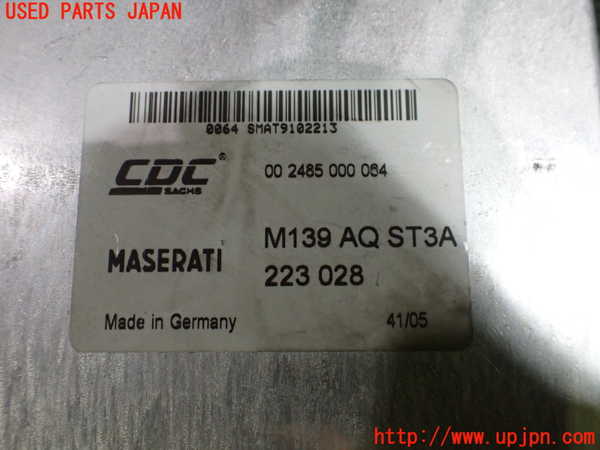 USED PARTS JAPAN
0064 SMAT9102213
CDC®
SACHS
00 2485 000 064
MASERATI
M139 AQ ST3A
223 028
Made in Germany
41/05
http://www.upjpn.com/